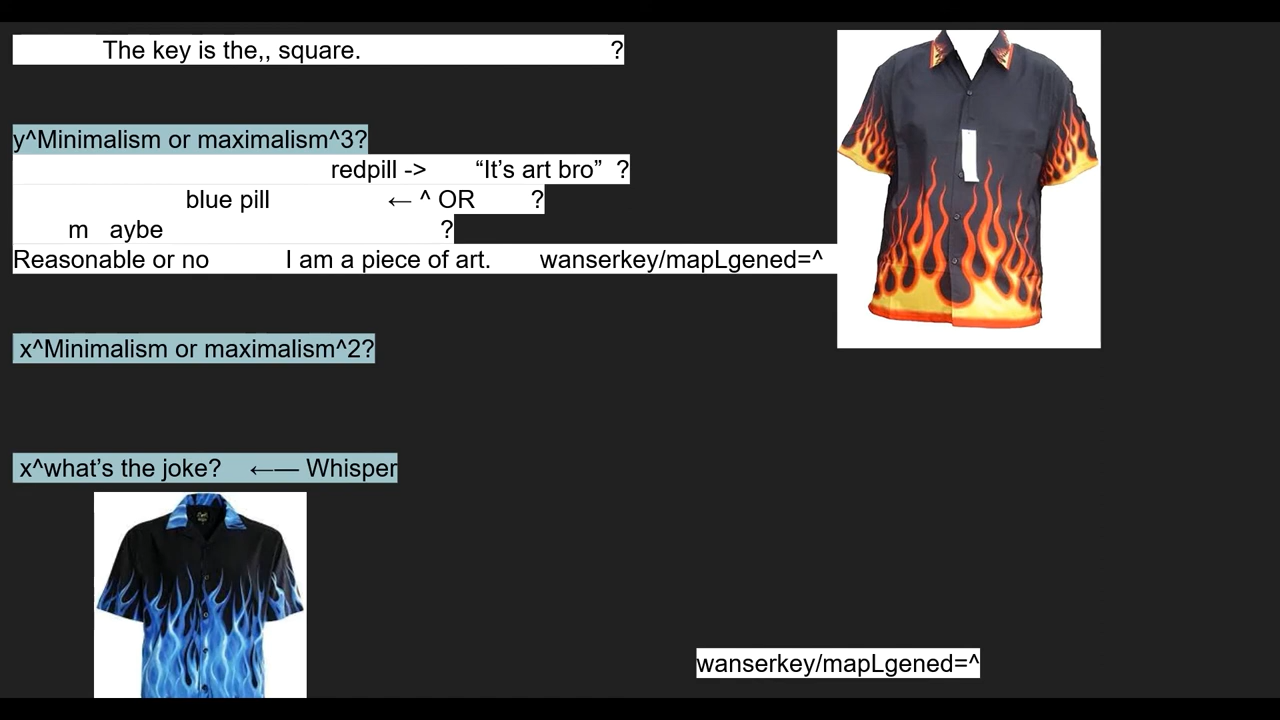 The key is the,, square. ?
y^Minimalism or maximalism^3?
redpill -> “It’s art bro” ?
blue pill ← ^ OR ?
m aybe ?
Reasonable or no I am a piece of art. wanserkey/mapLgened=^
x^Minimalism or maximalism^2?
x^what’s the joke? ←— Whisper
wanserkey/mapLgened=^